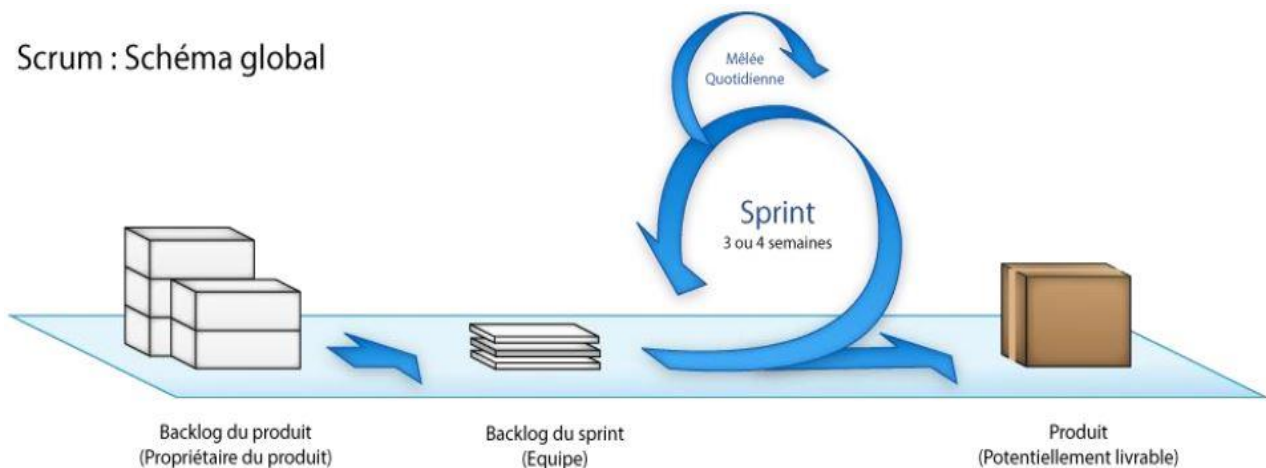 Scrum : Schéma global
Mêlée
Quotidienne
Sprint
3 ou 4 semaines
Backlog du produit
(Propriétaire du produit)
Backlog du sprint
(Equipe)
Produit
(Potentiellement livrable)